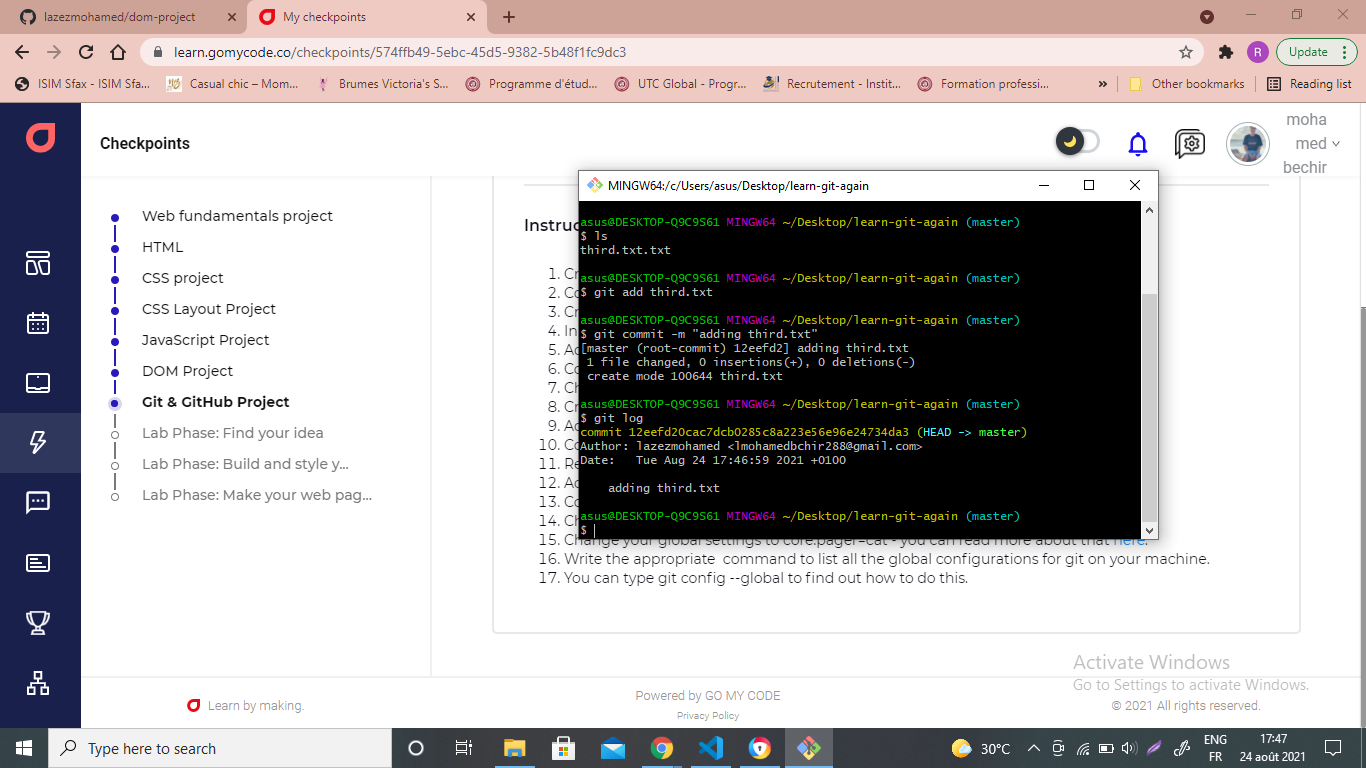 lazezmohamed/dom-project
My checkpoints
learn.gomycode.co/checkpoints/574ffb49-5ebc-45d5-9382-5b48f1fc9dc3
R
Update
ISIM Sfax - ISIM Sfa...
Casual chic – Mom...
Brumes Victoria's S...
Programme d'étud...
UTC Global - Progr...
Recrutement - Instit...
Formation professi...
»
Other bookmarks
Reading list
Checkpoints
moha
med
bechir
Web fundamentals project
HTML
CSS project
CSS Layout Project
JavaScript Project
DOM Project
Git & GitHub Project
Lab Phase: Find your idea
Lab Phase: Build and style y...
Lab Phase: Make your web pag...
Instruc
1. Cr
2. Co
3. Cr
4. In
5. Ad
6. Co
7. Ch
8. Cr
9. Ad
10. Co
11. Re
12. Ad
13. Co
14. Ch
15. Change your global settings to core.pager=cat - you can read more about that here.
16. Write the appropriate command to list all the global configurations for git on your machine.
17. You can type git config --global to find out how to do this.
MINGW64:/c/Users/asus/Desktop/learn-git-again
asus@DESKTOP-Q9C9S61 MINGW64 ~/Desktop/learn-git-again (master)
$ ls
third.txt.txt
asus@DESKTOP-Q9C9S61 MINGW64 ~/Desktop/learn-git-again (master)
$ git add third.txt
asus@DESKTOP-Q9C9S61 MINGW64 ~/Desktop/learn-git-again (master)
$ git commit -m "adding third.txt"
[master (root-commit) 12eefd2] adding third.txt
1 file changed, 0 insertions(+), 0 deletions(-)
create mode 100644 third.txt
asus@DESKTOP-Q9C9S61 MINGW64 ~/Desktop/learn-git-again (master)
$ git log
commit 12eefd20cac7dcb0285c8a223e56e96e24734da3 (HEAD -> master)
Author: lazezmohamed <lmohamedbchir288@gmail.com>
Date:   Tue Aug 24 17:46:59 2021 +0100
adding third.txt
asus@DESKTOP-Q9C9S61 MINGW64 ~/Desktop/learn-git-again (master)
$
Activate Windows
Go to Settings to activate Windows.
Learn by making.
Powered by GO MY CODE
Privacy Policy
© 2021 All rights reserved.
Type here to search
30°C
ENG
FR
17:47
24 août 2021